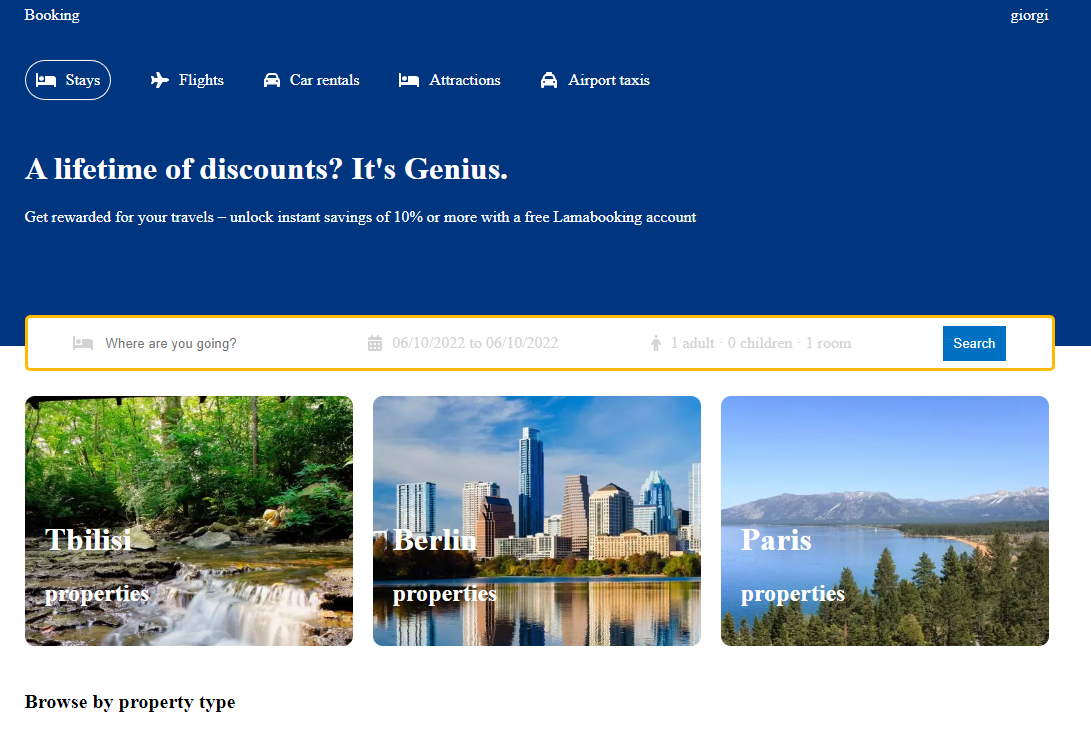 Booking
giorgi
Stays
Flights
Car rentals
Attractions
Airport taxis
A lifetime of discounts? It's Genius.
Get rewarded for your travels – unlock instant savings of 10% or more with a free Lamabooking account
Where are you going?
06/10/2022 to 06/10/2022
1 adult · 0 children · 1 room
Search
Tbilisi
properties
Berlin
properties
Paris
properties
Browse by property type